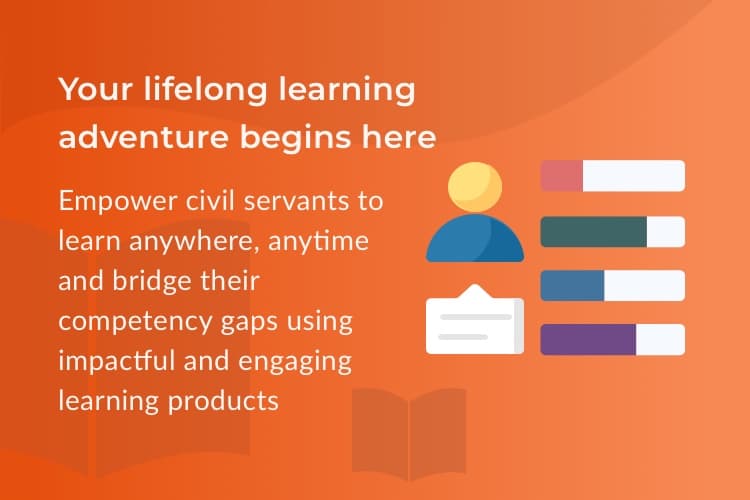 Your lifelong learning
adventure begins here
Empower civil servants to
learn anywhere, anytime
and bridge their
competency gaps using
impactful and engaging
learning products